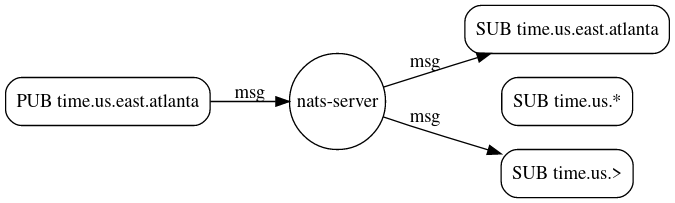 SUB time.us.east.atlanta
msg
PUB time.us.east.atlanta
msg
nats-server
SUB time.us.*
msg
SUB time.us.>